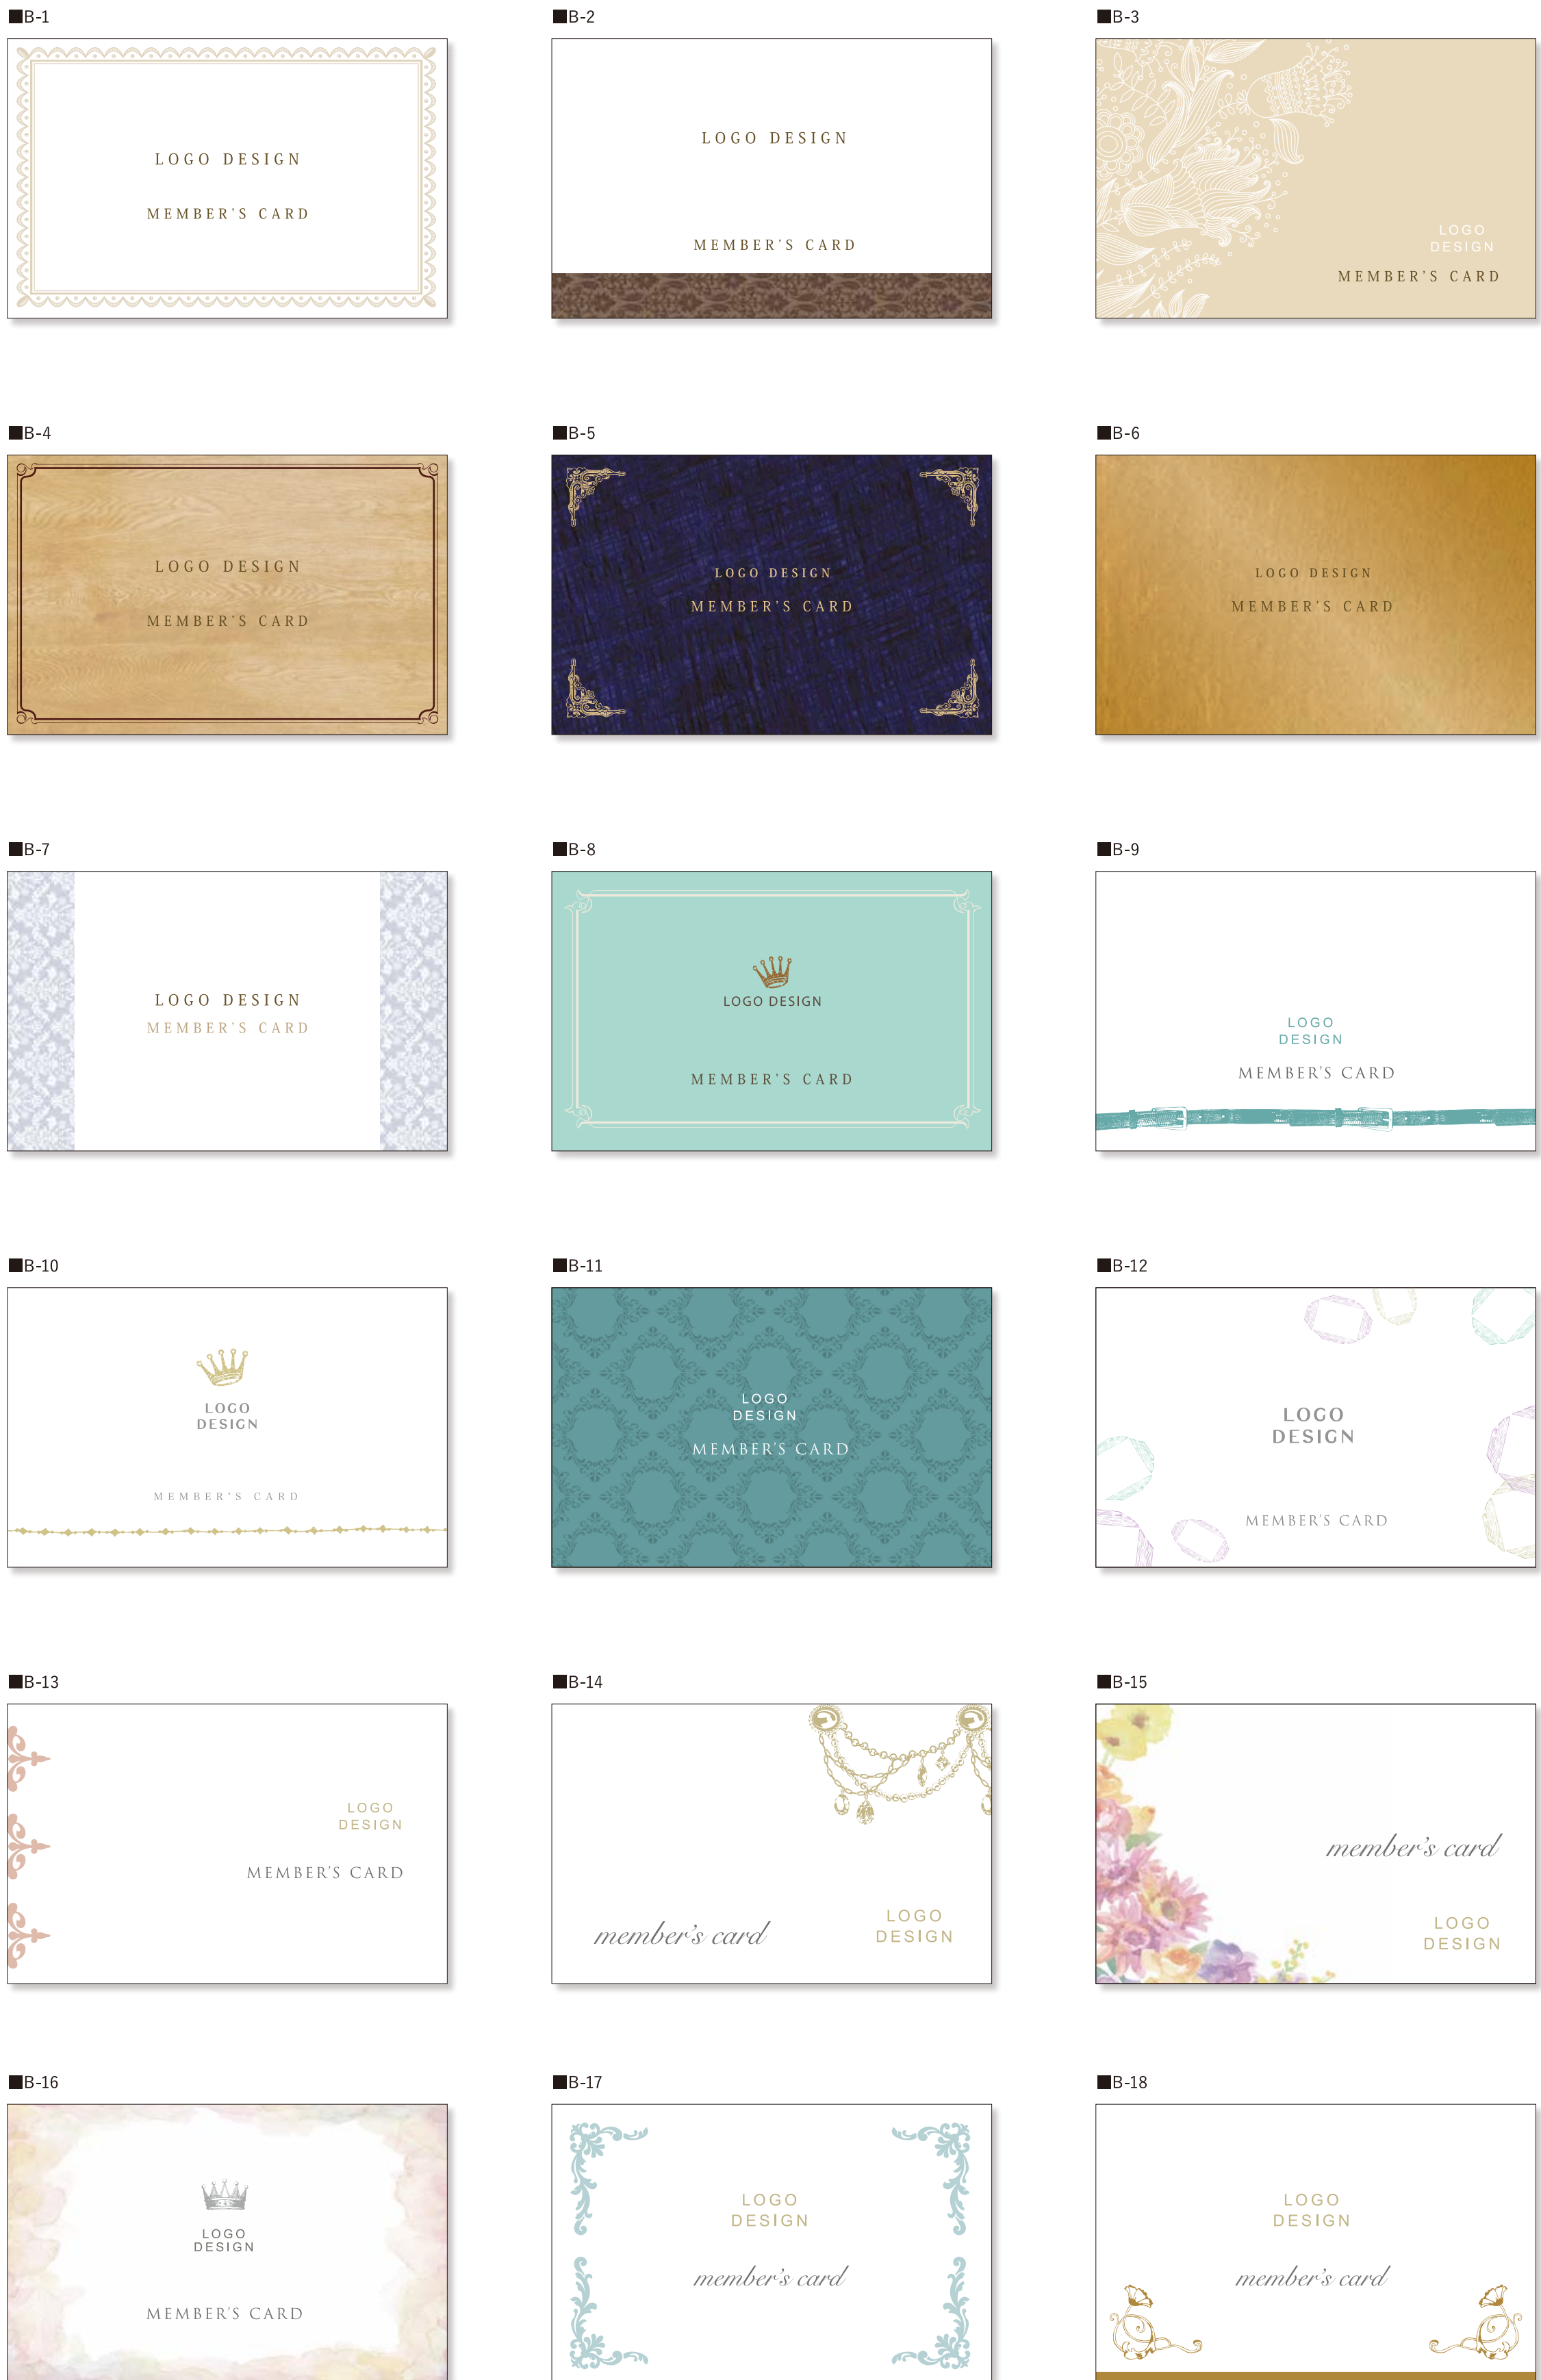 ■B-1
LOGO DESIGN
MEMBER'S CARD
■B-2
LOGO DESIGN
MEMBER'S CARD
■B-3
LOGO
DESIGN
MEMBER'S CARD
■B-4
LOGO DESIGN
MEMBER'S CARD
■B-5
LOGO DESIGN
MEMBER'S CARD
■B-6
LOGO DESIGN
MEMBER'S CARD
■B-7
LOGO DESIGN
MEMBER'S CARD
■B-8
LOGO DESIGN
MEMBER'S CARD
■B-9
LOGO
DESIGN
MEMBER'S CARD
■B-10
LOGO
DESIGN
MEMBER'S CARD
■B-11
LOGO
DESIGN
MEMBER'S CARD
■B-12
LOGO
DESIGN
MEMBER'S CARD
■B-13
LOGO
DESIGN
MEMBER'S CARD
■B-14
member's card
LOGO
DESIGN
■B-15
member's card
LOGO
DESIGN
■B-16
LOGO
DESIGN
MEMBER'S CARD
■B-17
LOGO
DESIGN
member's card
■B-18
LOGO
DESIGN
member's card